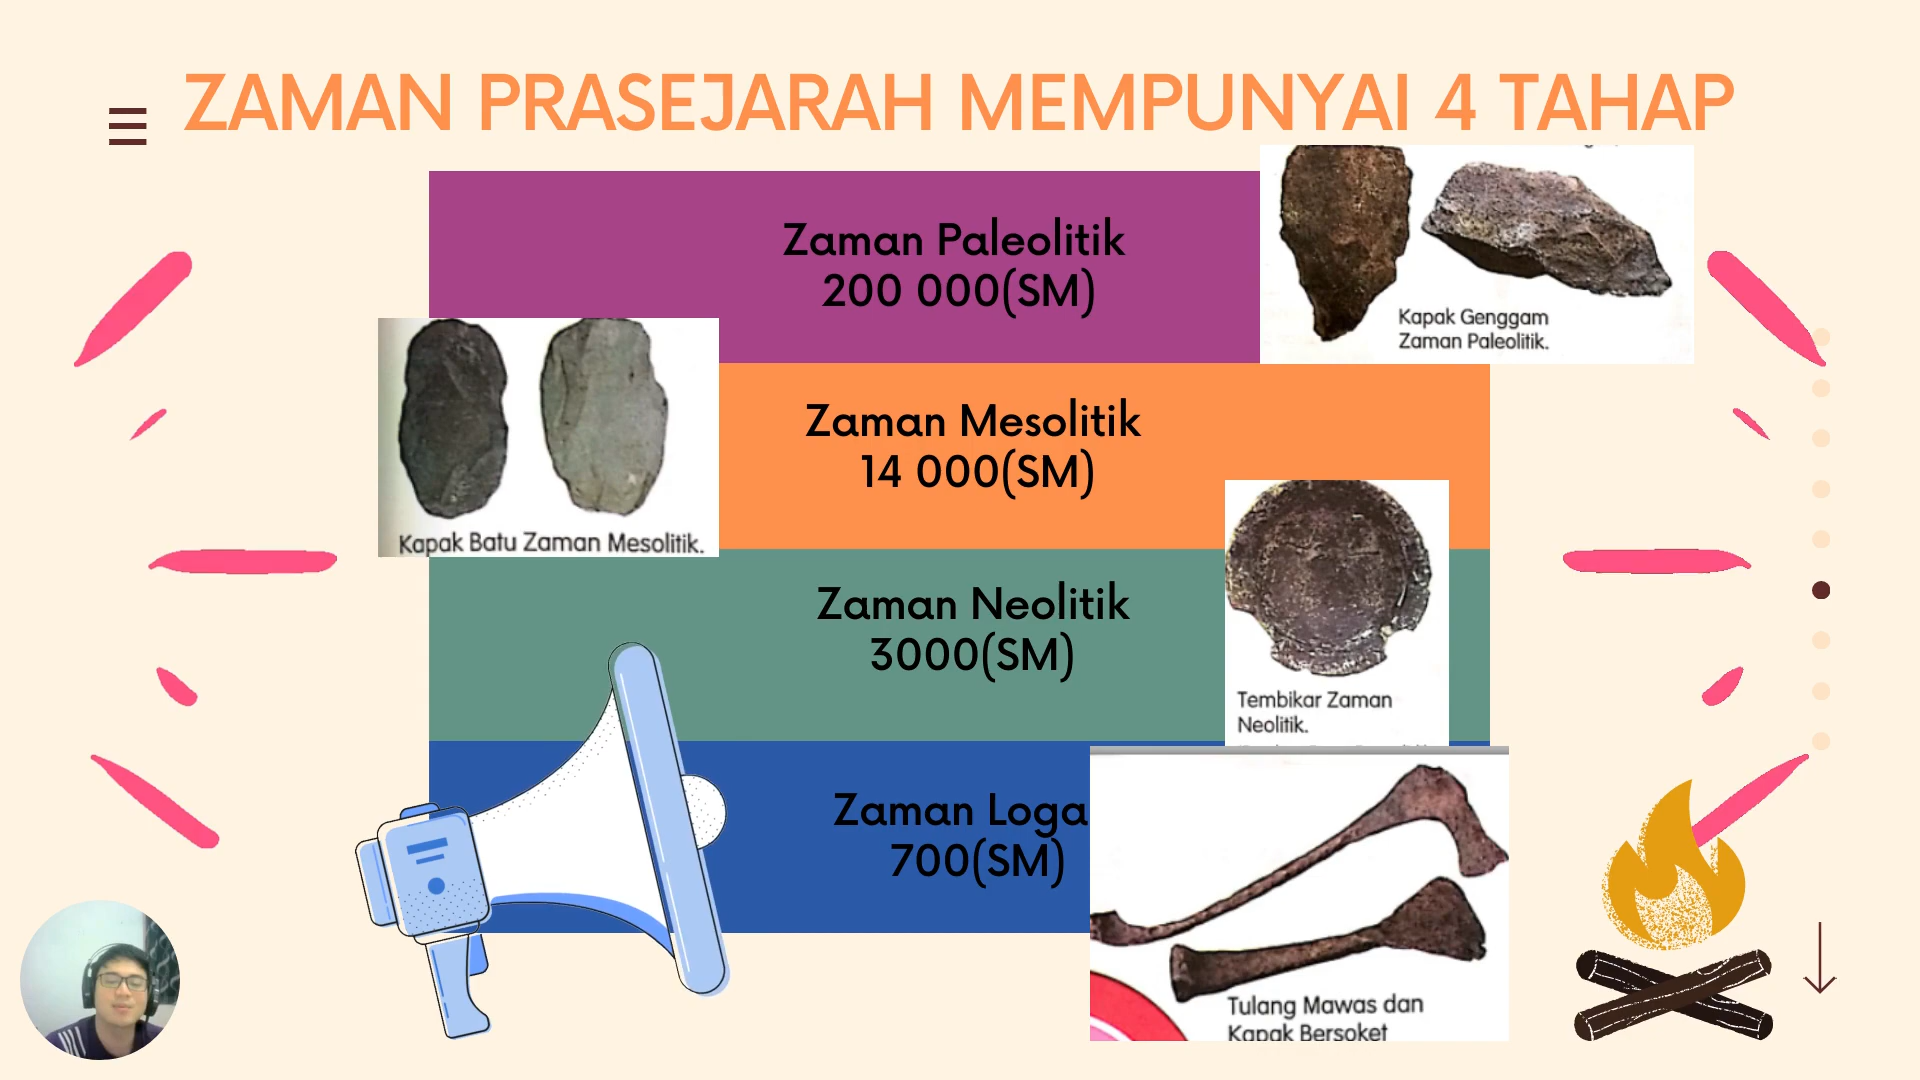 ZAMAN PRASEJARAH MEMPUNYAI 4 TAHAP
Zaman Paleolitik
200 000(SM)
Kapak Genggam
Zaman Paleolitik.
Zaman Mesolitik
14 000(SM)
Kapak Batu Zaman Mesolitik.
Zaman Neolitik
3000(SM)
Tembikar Zaman
Neolitik.
Zaman Loga
700(SM)
Tulang Mawas dan
Kapak Bersoket